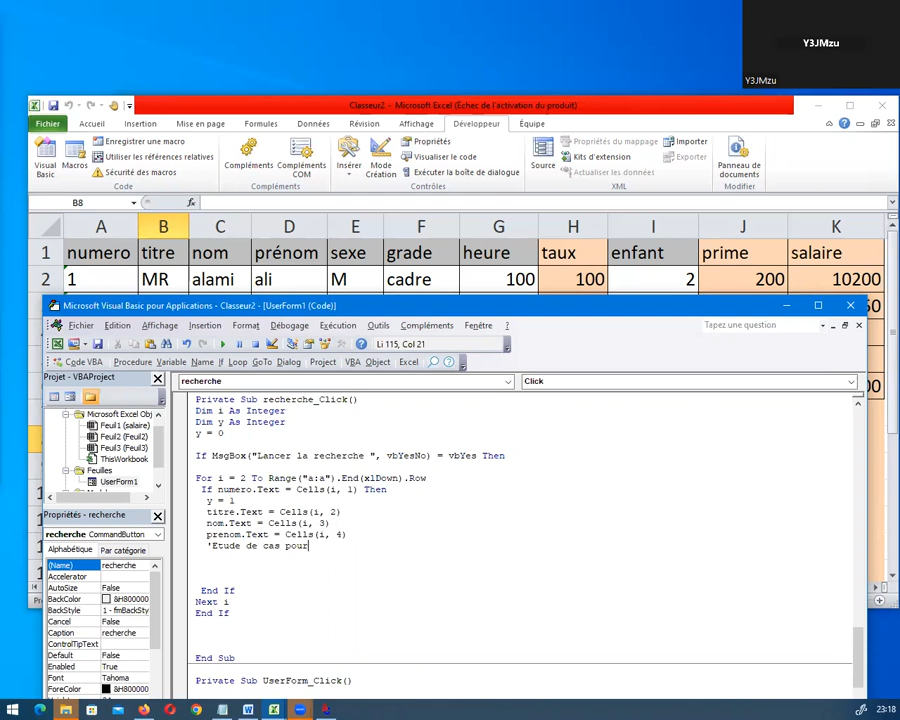 Y3JMzu
Y3JMzu
Classeur2 - Microsoft Excel (Échec de l'activation du produit)
Fichier Accueil Insertion Mise en page Formules Données Révision Affichage Développeur Équipe
Visual Basic
Macros
Enregistrer une macro
Utiliser les références relatives
Sécurité des macros
Code
Compléments
Compléments COM
Compléments
Insérer
Mode Création
Propriétés
Visualiser le code
Exécuter la boîte de dialogue
Contrôles
Source
Propriétés du mappage
Kits d'extension
Actualiser les données
Importer
Exporter
XML
Panneau de documents
Modifier
B8 fx
A B C D E F G H I J K
1 numero titre nom prénom sexe grade heure taux enfant prime salaire
2 1 MR alami ali M cadre 100 100 2 200 10200
Microsoft Visual Basic pour Applications - Classeur2 - [UserForm1 (Code)]
Fichier Edition Affichage Insertion Format Débogage Exécution Outils Compléments Fenêtre ? Tapez une question
Li 115, Col 21
Code VBA Procedure Variable Name If Loop GoTo Dialog Project VBA Object Excel
Projet - VBAProject
Microsoft Excel Obj
Feuil1 (salaire)
Feuil2 (Feuil2)
Feuil3 (Feuil3)
ThisWorkbook
Feuilles
UserForm1
Propriétés - recherche
recherche CommandButton
Alphabétique Par catégorie
(Name) recherche
Accelerator
AutoSize False
BackColor &H800000
BackStyle 1 - fmBackSty
Cancel False
Caption recherche
ControlTipText
Default False
Enabled True
Font Tahoma
ForeColor &H800000
recherche Click
Private Sub recherche_Click()
Dim i As Integer
Dim y As Integer
y = 0
If MsgBox("Lancer la recherche ", vbYesNo) = vbYes Then
For i = 2 To Range("a:a").End(xlDown).Row
If numero.Text = Cells(i, 1) Then
y = 1
titre.Text = Cells(i, 2)
nom.Text = Cells(i, 3)
prenom.Text = Cells(i, 4)
'Etude de cas pour
End If
Next i
End If
End Sub
Private Sub UserForm_Click()
23:18